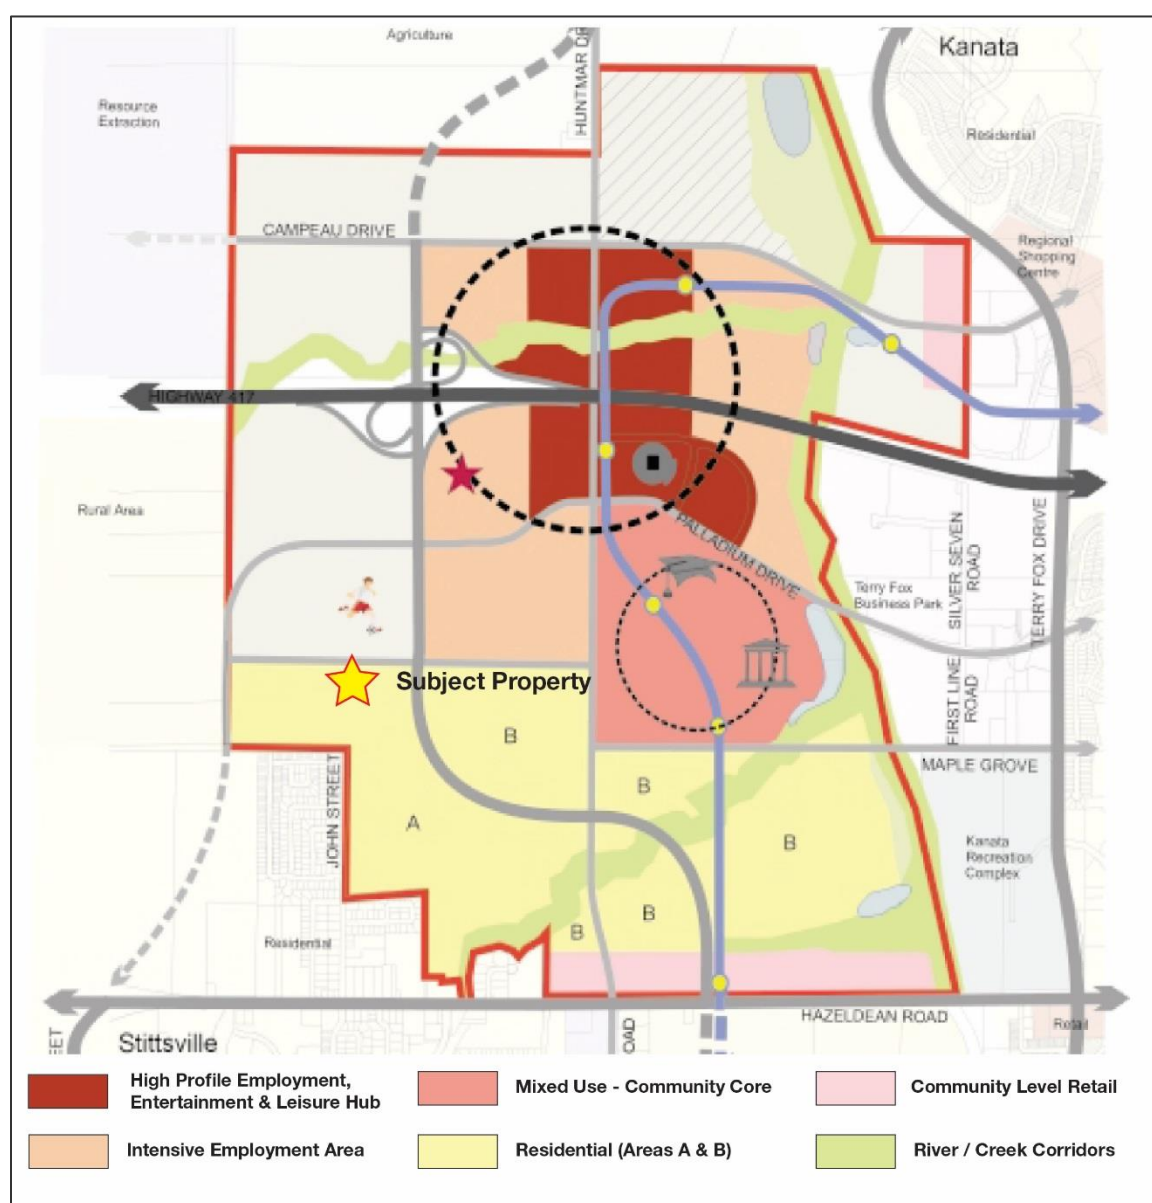 Agriculture
HUNTMAR DR
Kanata
Resource
Extraction
Residential
CAMPEAU DRIVE
Regional
Shopping
Centre
HIGHWAY 417
Rural Area
PALLADIUM DRIVE
Terry Fox
Business Park
SILVER SEVEN
ROAD
TERRY FOX DRIVE
FIRST LINE
ROAD
Subject Property
B
MAPLE GROVE
JOHN STREET
B
A
B
Kanata
Recreation
Complex
B
B
Residential
HAZELDEAN ROAD
Retail
EET
Stittsville
OAD
High Profile Employment,
Entertainment & Leisure Hub
Mixed Use - Community Core
Community Level Retail
Intensive Employment Area
Residential (Areas A & B)
River / Creek Corridors